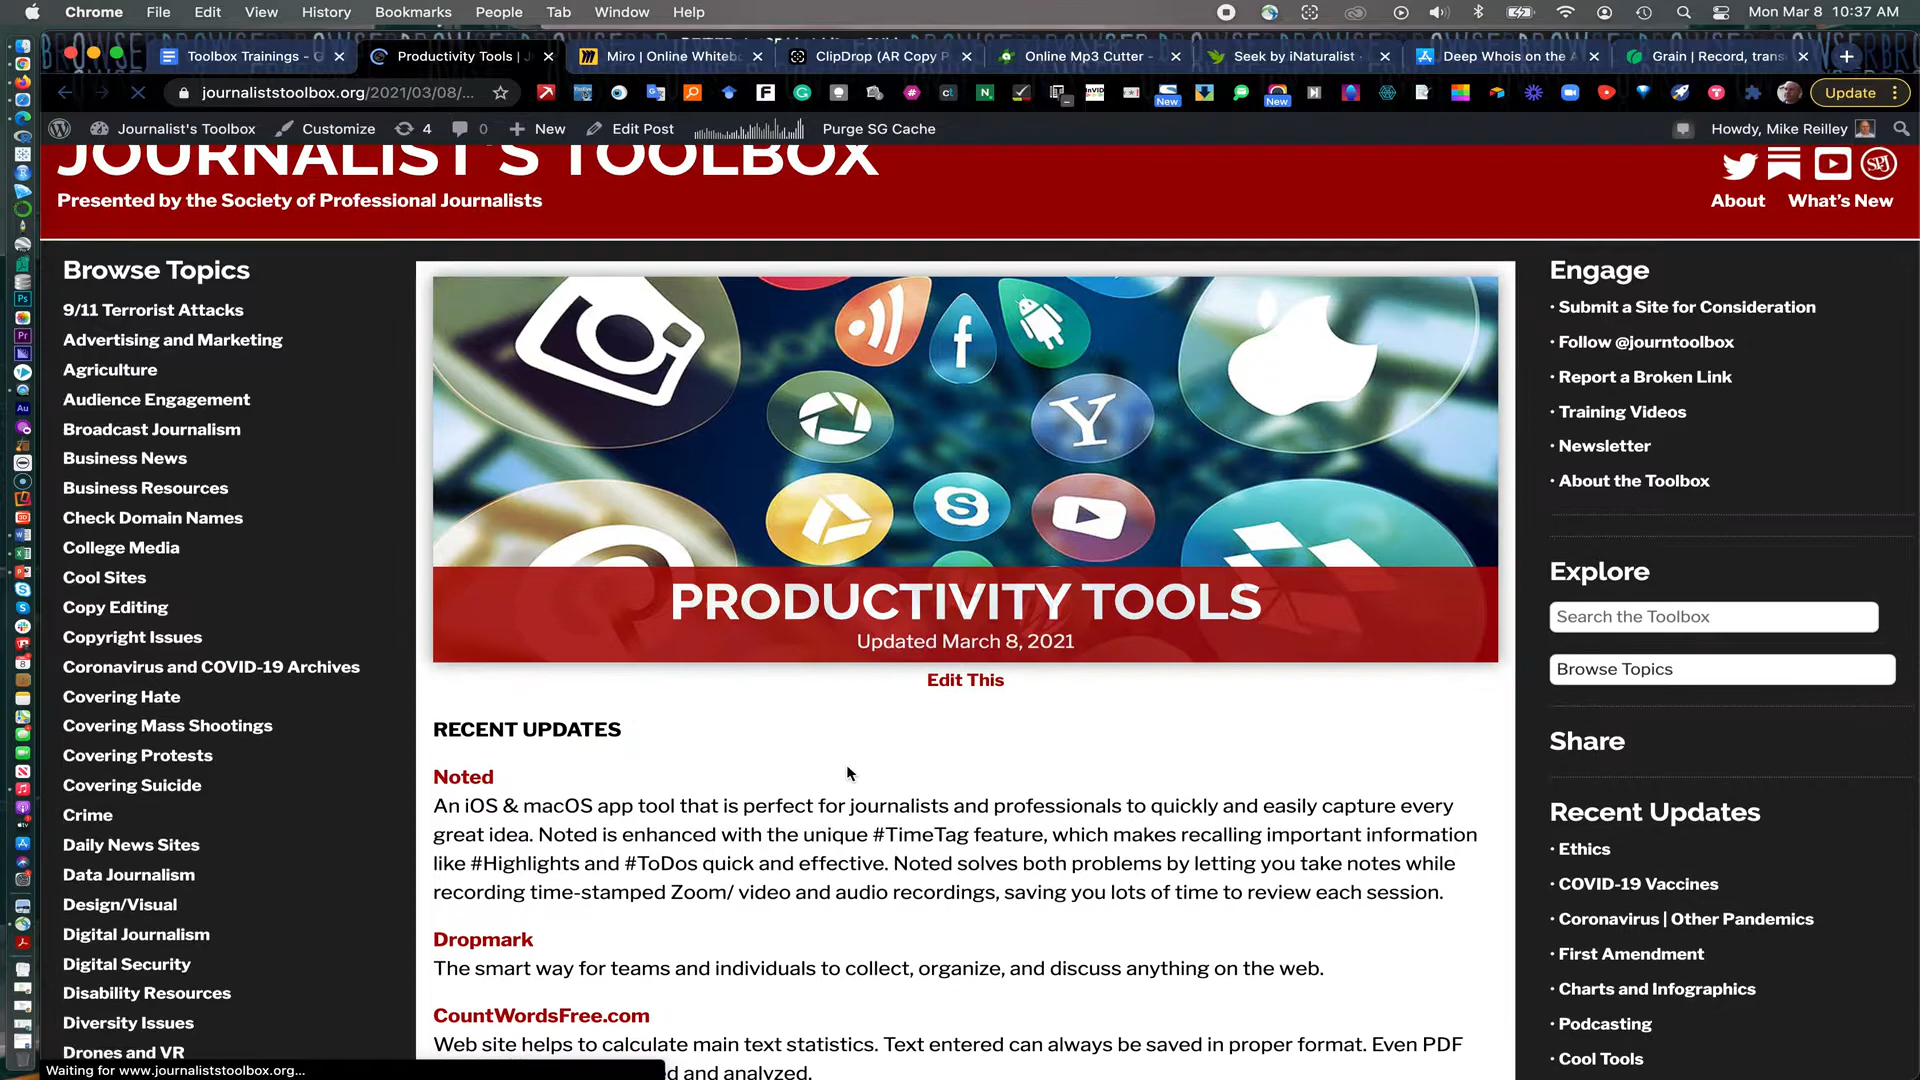 Chrome File Edit View History Bookmarks People Tab Window Help Mon Mar 8 10:37 AM
Toolbox Trainings - G Productivity Tools | J Miro | Online Whiteb ClipDrop (AR Copy P Online Mp3 Cutter - Seek by iNaturalist - Deep Whois on the A Grain | Record, trans
journaliststoolbox.org/2021/03/08/... Update
New New
Journalist's Toolbox Customize 4 0 New Edit Post Purge SG Cache Howdy, Mike Reilley
JOURNALIST'S TOOLBOX
Presented by the Society of Professional Journalists
SPJ
About What's New
Browse Topics
9/11 Terrorist Attacks
Advertising and Marketing
Agriculture
Audience Engagement
Broadcast Journalism
Business News
Business Resources
Check Domain Names
College Media
Cool Sites
Copy Editing
Copyright Issues
Coronavirus and COVID-19 Archives
Covering Hate
Covering Mass Shootings
Covering Protests
Covering Suicide
Crime
Daily News Sites
Data Journalism
Design/Visual
Digital Journalism
Digital Security
Disability Resources
Diversity Issues
Drones and VR
PRODUCTIVITY TOOLS
Updated March 8, 2021
Edit This
RECENT UPDATES
Noted
An iOS & macOS app tool that is perfect for journalists and professionals to quickly and easily capture every
great idea. Noted is enhanced with the unique #TimeTag feature, which makes recalling important information
like #Highlights and #ToDos quick and effective. Noted solves both problems by letting you take notes while
recording time-stamped Zoom/ video and audio recordings, saving you lots of time to review each session.
Dropmark
The smart way for teams and individuals to collect, organize, and discuss anything on the web.
CountWordsFree.com
Web site helps to calculate main text statistics. Text entered can always be saved in proper format. Even PDF
d and analyzed.
Engage
· Submit a Site for Consideration
· Follow @journtoolbox
· Report a Broken Link
· Training Videos
· Newsletter
· About the Toolbox
Explore
Search the Toolbox
Browse Topics
Share
Recent Updates
· Ethics
· COVID-19 Vaccines
· Coronavirus | Other Pandemics
· First Amendment
· Charts and Infographics
· Podcasting
· Cool Tools
Waiting for www.journaliststoolbox.org...